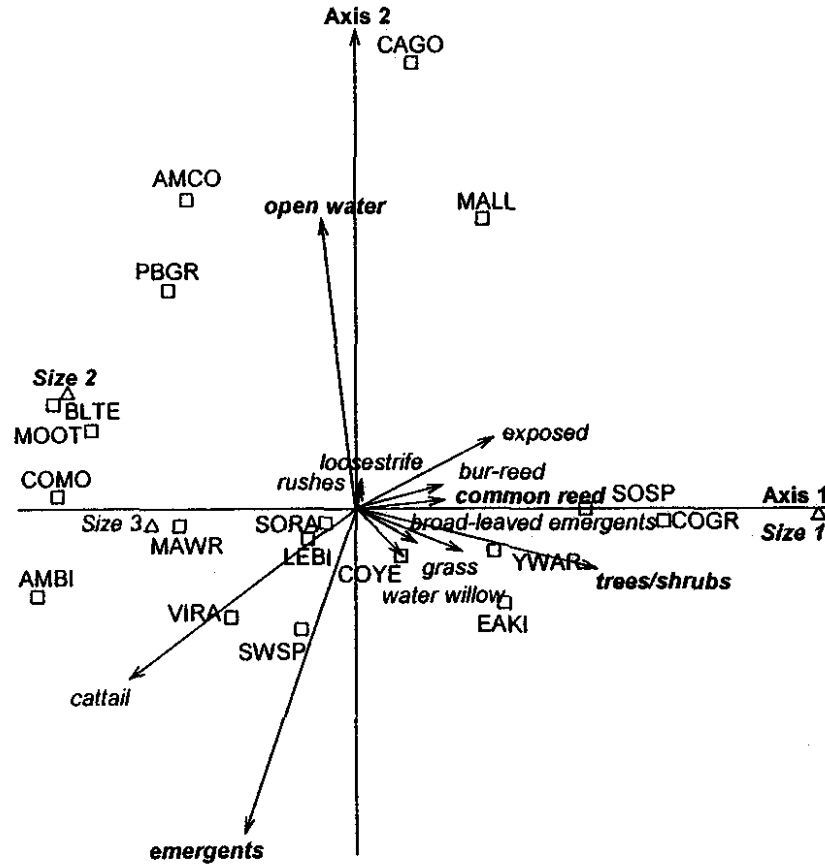 Axis 2
CAGO
AMCO
open water
MALL
PBGR
Size 2
BLTE
MOOT
exposed
loosestrife
bur-reed
rushes
COMO
common reed
SOSP
Axis 1
Size 3
SORA
broad-leaved emergents
COGR
Size 1
MAWR
LEBI
COYE
grass
YWAR
AMBI
trees/shrubs
water willow
VIRA
EAKI
SWSP
cattail
emergents